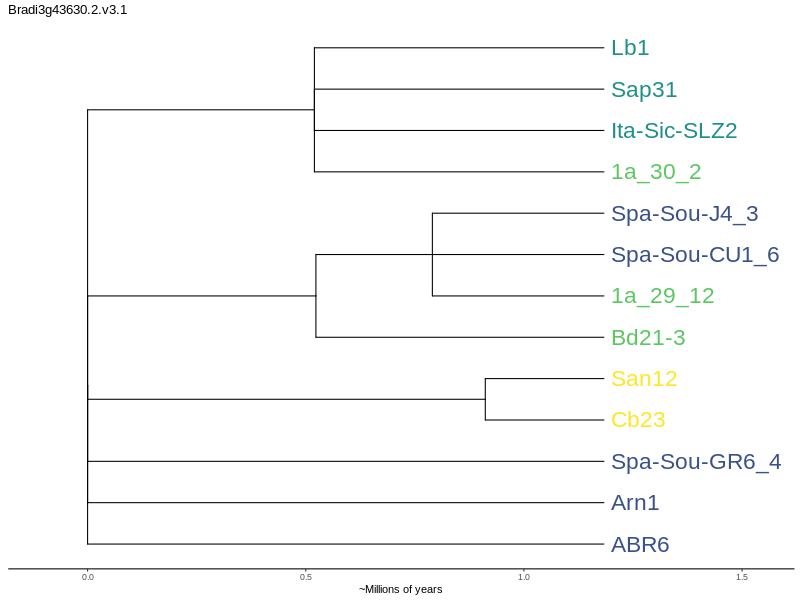 Bradi3g43630.2.v3.1
Lb1
Sap31
Ita-Sic-SLZ2
1a_30_2
Spa-Sou-J4_3
Spa-Sou-CU1_6
1a_29_12
Bd21-3
San12
Cb23
Spa-Sou-GR6_4
Arn1
ABR6
0.0 0.5 1.0 1.5
~Millions of years